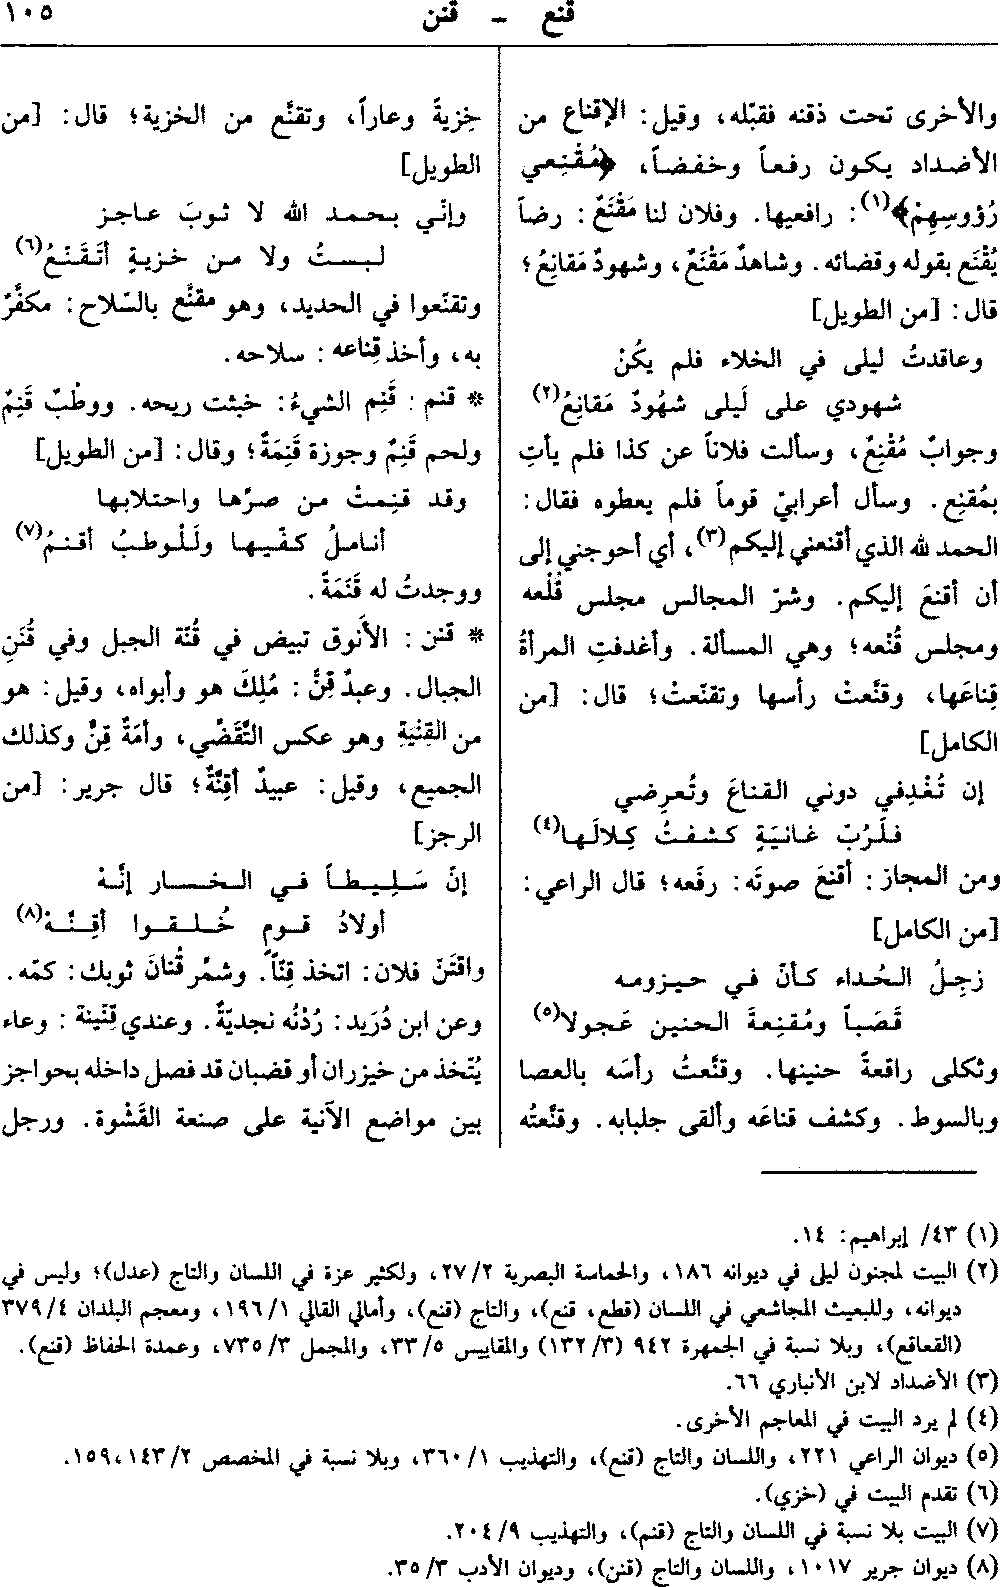 قنع – قنن
١٠٥
والأخرى تحت ذقنه فقبّله، وقيل: الإقناع من
الأضداد يكون رفعاً وخفضاً، ﴿مُقْنِعي
رُؤوسِهِمْ﴾(١): رافعيها. وفلان لنا مَقْنَعٌ: رضاً
يُقْنَع بقوله وقضائه. وشاهدٌ مَقْنَعٌ، وشهودٌ مَقانِعُ؛
قال: [من الطويل]
وعاقدتُ ليلى في الخلاء فلم يكُنْ
شهودي على لَيلى شهُودٌ مَقانِعُ(٢)
وجوابٌ مُقْنِعٌ، وسألت فلاناً عن كذا فلم يأتِ
بمُقنِع. وسأل أعرابيّ قوماً فلم يعطوه فقال:
الحمد لله الذي أقنعني إليكم(٣)، أي أحوجني إلى
أن أقنعَ إليكم. وشرّ المجالس مجلس قُلْعه
ومجلس قُنْعه؛ وهي المسألة. وأغدفتِ المرأةُ
قِناعَها، وقنَّعتْ رأسها وتقنّعتْ؛ قال: [من
الكامل]
إن تُغْدِفي دوني القناعَ وتُعرِضي
فلَرُبّ غانيَةٍ كشفتُ كِلالَها(٤)
ومن المجاز: أقنعَ صوتَه: رفَعه؛ قال الراعي:
[من الكامل]
زجِلُ الحُداء كأنّ في حيزومه
قَصَباً ومُقنِعةَ الحنين عَجولا(٥)
وثكلى راقعةً حنينها. وقنَّعتُ رأسَه بالعصا
وبالسوط. وكشف قناعَه وألقى جلبابه. وقنَّعتُه
خِزيةً وعاراً، وتقنَّع من الخزية؛ قال: [من
الطويل]
وإنّي بحمد الله لا ثوبَ عاجز
لبستُ ولا من خزيةٍ أتَقَنّعُ(٦)
وتقنّعوا في الحديد، وهو مقنَّع بالسّلاح: مكفَّرٌ
به، وأخذ قِناعه: سلاحه.
* قنم: قَنِم الشيءُ: خبثت ريحه. ووطْبٌ قَنِمٌ
ولحم قَنِمٌ وجوزة قَنِمَةٌ؛ وقال: [من الطويل]
وقد قنِمتْ من صرّها واحتلابها
أناملُ كفّيها ولَلْوطبُ أقنمُ(٧)
ووجدتُ له قَنَمَةً.
* قنن: الأَنوق تبيض في قُنّة الجبل وفي قُنَنِ
الجبال. وعبدٌ قِنٌّ: مُلِكَ هو وأبواه، وقيل: هو
من القِنْيَةِ وهو عكس التَّقَضّي، وأمَةٌ قِنٌّ وكذلك
الجميع، وقيل: عبيدٌ أقِنَّةٌ؛ قال جرير: [من
الرجز]
إنّ سَلِيطاً في الخسار إنَّهْ
أولادُ قومٍ خُلقوا أقِنَّهْ(٨)
واقتَنّ فلان: اتخذ قِنّاً. وشمّر قُنانَ ثوبك: كمّه.
وعن ابن دُرَيد: رُدْنُه نجديّةٌ. وعندي قنّينة: وعاء
يُتّخذ من خيزران أو قضبان قد فصل داخله بحواجز
بين مواضع الآنية على صنعة القَشْوة. ورجل
(١) ٤٣/ إبراهيم: ١٤.
(٢) البيت لمجنون ليلى في ديوانه ١٨٦، والحماسة البصرية ٢/ ٢٧، ولكثير عزة في اللسان والتاج (عدل)؛ وليس في
ديوانه، وللبعيث المجاشعي في اللسان (قطع، قنع)، والتاج (قنع)، وأمالي القالي ١/ ١٩٦، ومعجم البلدان ٤/ ٣٧٩
(القعاقع)، وبلا نسبة في الجمهرة ٩٤٢ (٣/ ١٣٢) والمقاييس ٥/ ٣٣، والمجمل ٣/ ٧٣٥، وعمدة الحفاظ (قنع).
(٣) الأضداد لابن الأنباري ٦٦.
(٤) لم يرد البيت في المعاجم الأخرى.
(٥) ديوان الراعي ٢٢١، واللسان والتاج (قنع)، والتهذيب ١/ ٣٦٠، وبلا نسبة في المخصص ٢/ ١٤٣، ١٥٩.
(٦) تقدم البيت في (خزي).
(٧) البيت بلا نسبة في اللسان والتاج (قنم)، والتهذيب ٩/ ٢٠٤.
(٨) ديوان جرير ١٠١٧، واللسان والتاج (قنن)، وديوان الأدب ٣/ ٣٥.